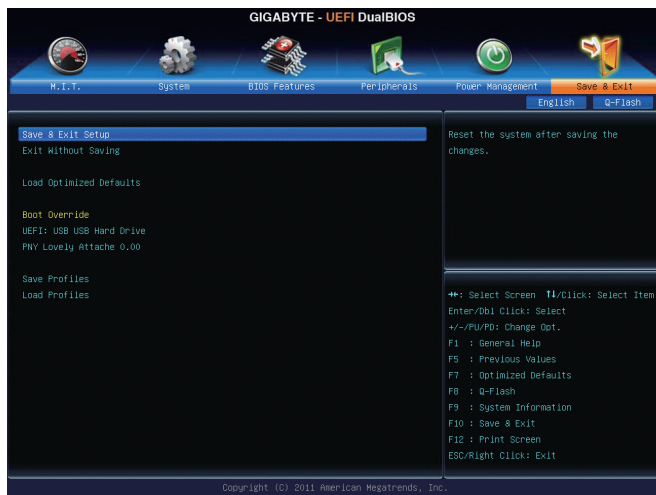 GIGABYTE - UEFI DualBIOS
M.I.T. System BIOS Features Peripherals Power Management Save & Exit
English Q-Flash
Save & Exit Setup
Exit Without Saving
Load Optimized Defaults
Boot Override
UEFI: USB USB Hard Drive
PNY Lovely Attache 0.00
Save Profiles
Load Profiles
Reset the system after saving the
changes.
→←: Select Screen ↑↓/Click: Select Item
Enter/Dbl Click: Select
+/-/PU/PD: Change Opt.
F1 : General Help
F5 : Previous Values
F7 : Optimized Defaults
F8 : Q-Flash
F9 : System Information
F10 : Save & Exit
F12 : Print Screen
ESC/Right Click: Exit
Copyright (C) 2011 American Megatrends, Inc.